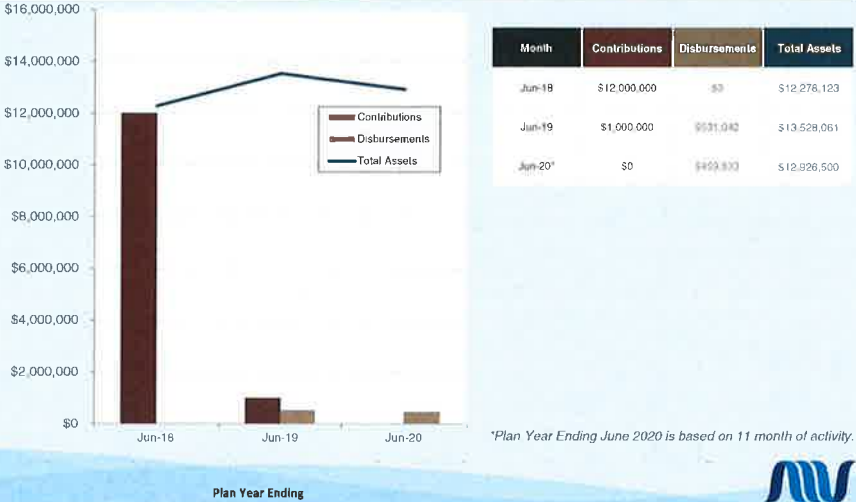 $16,000,000
$14,000,000
$12,000,000
$10,000,000
$8,000,000
$6,000,000
$4,000,000
$2,000,000
$0
Contributions
Disbursements
Total Assets
Jun-18
Jun-19
Jun-20
Plan Year Ending
Month Contributions Disbursements Total Assets
Jun-18 $12,000,000 $0 $12,276,123
Jun-19 $1,000,000 $13,528,061
Jun-20* $0 $12,926,500
*Plan Year Ending June 2020 is based on 11 month of activity.